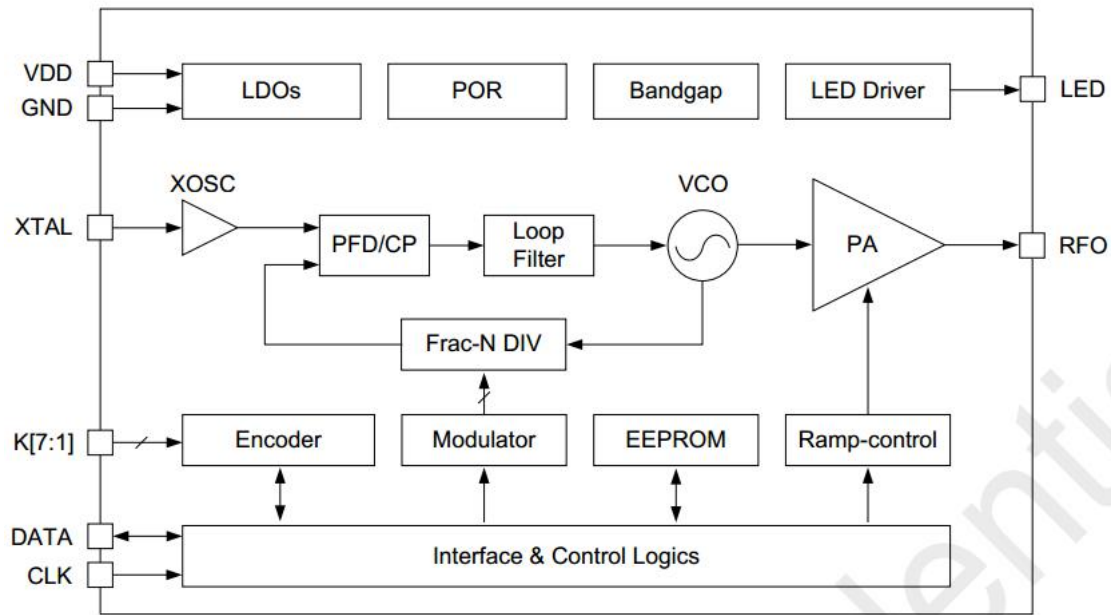 VDD
GND
LDOs
POR
Bandgap
LED Driver
LED
XOSC
VCO
XTAL
PFD/CP
Loop
Filter
PA
RFO
Frac-N DIV
K[7:1]
Encoder
Modulator
EEPROM
Ramp-control
DATA
CLK
Interface & Control Logics